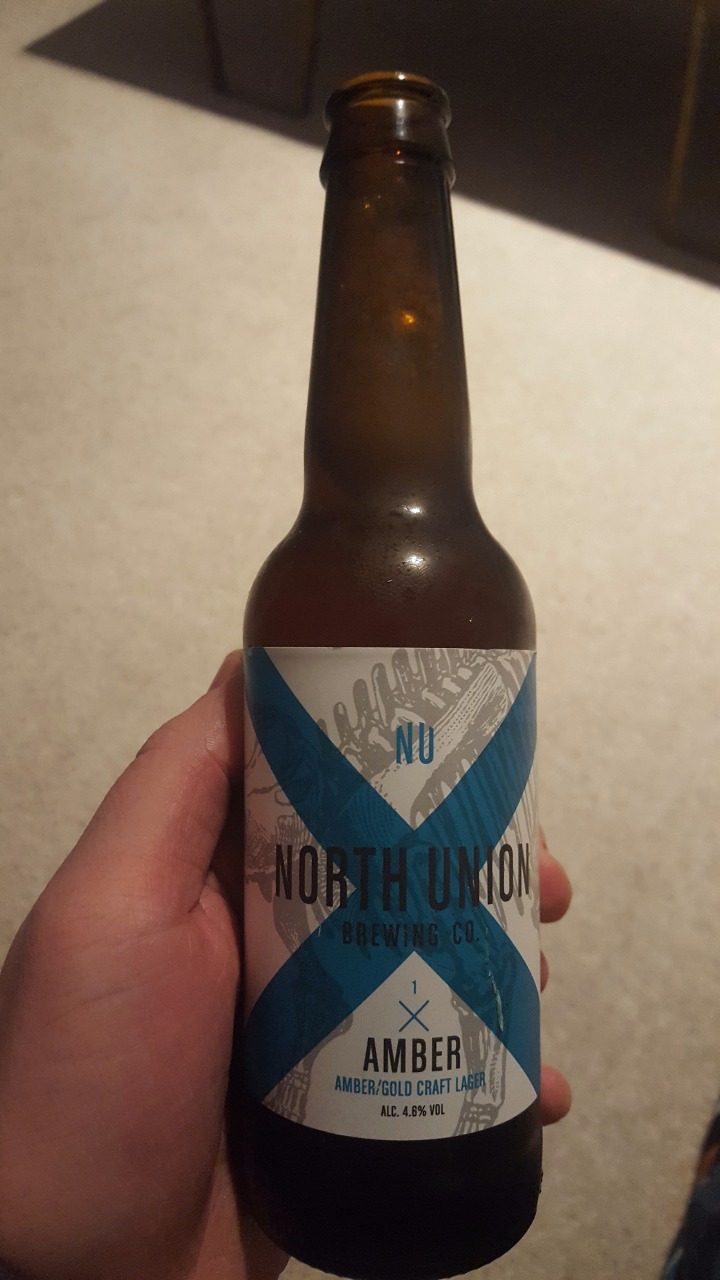 NU
NORTH UNION
BREWING CO.
1
AMBER
AMBER/GOLD CRAFT LAGER
ALC. 4.6% VOL